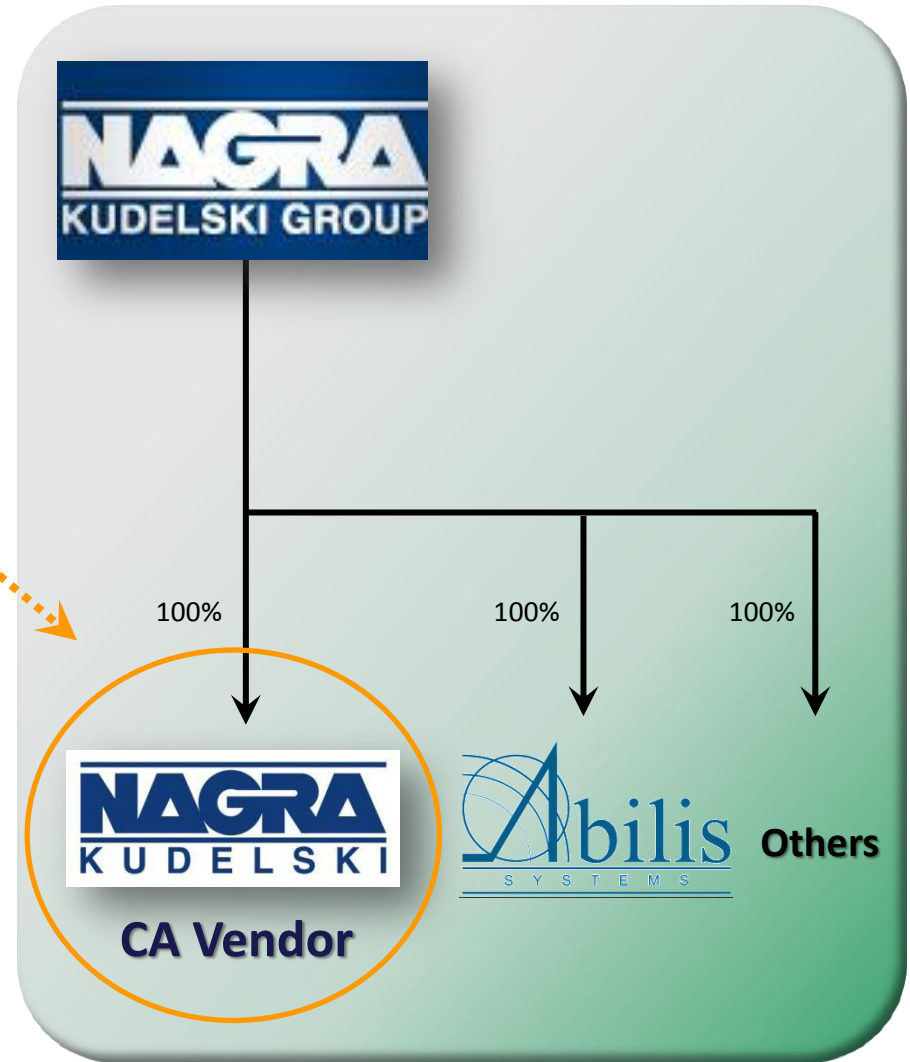 NAGRA
KUDELSKI GROUP
100%
100%
100%
NAGRA
KUDELSKI
Abilis
SYSTEMS
Others
CA Vendor